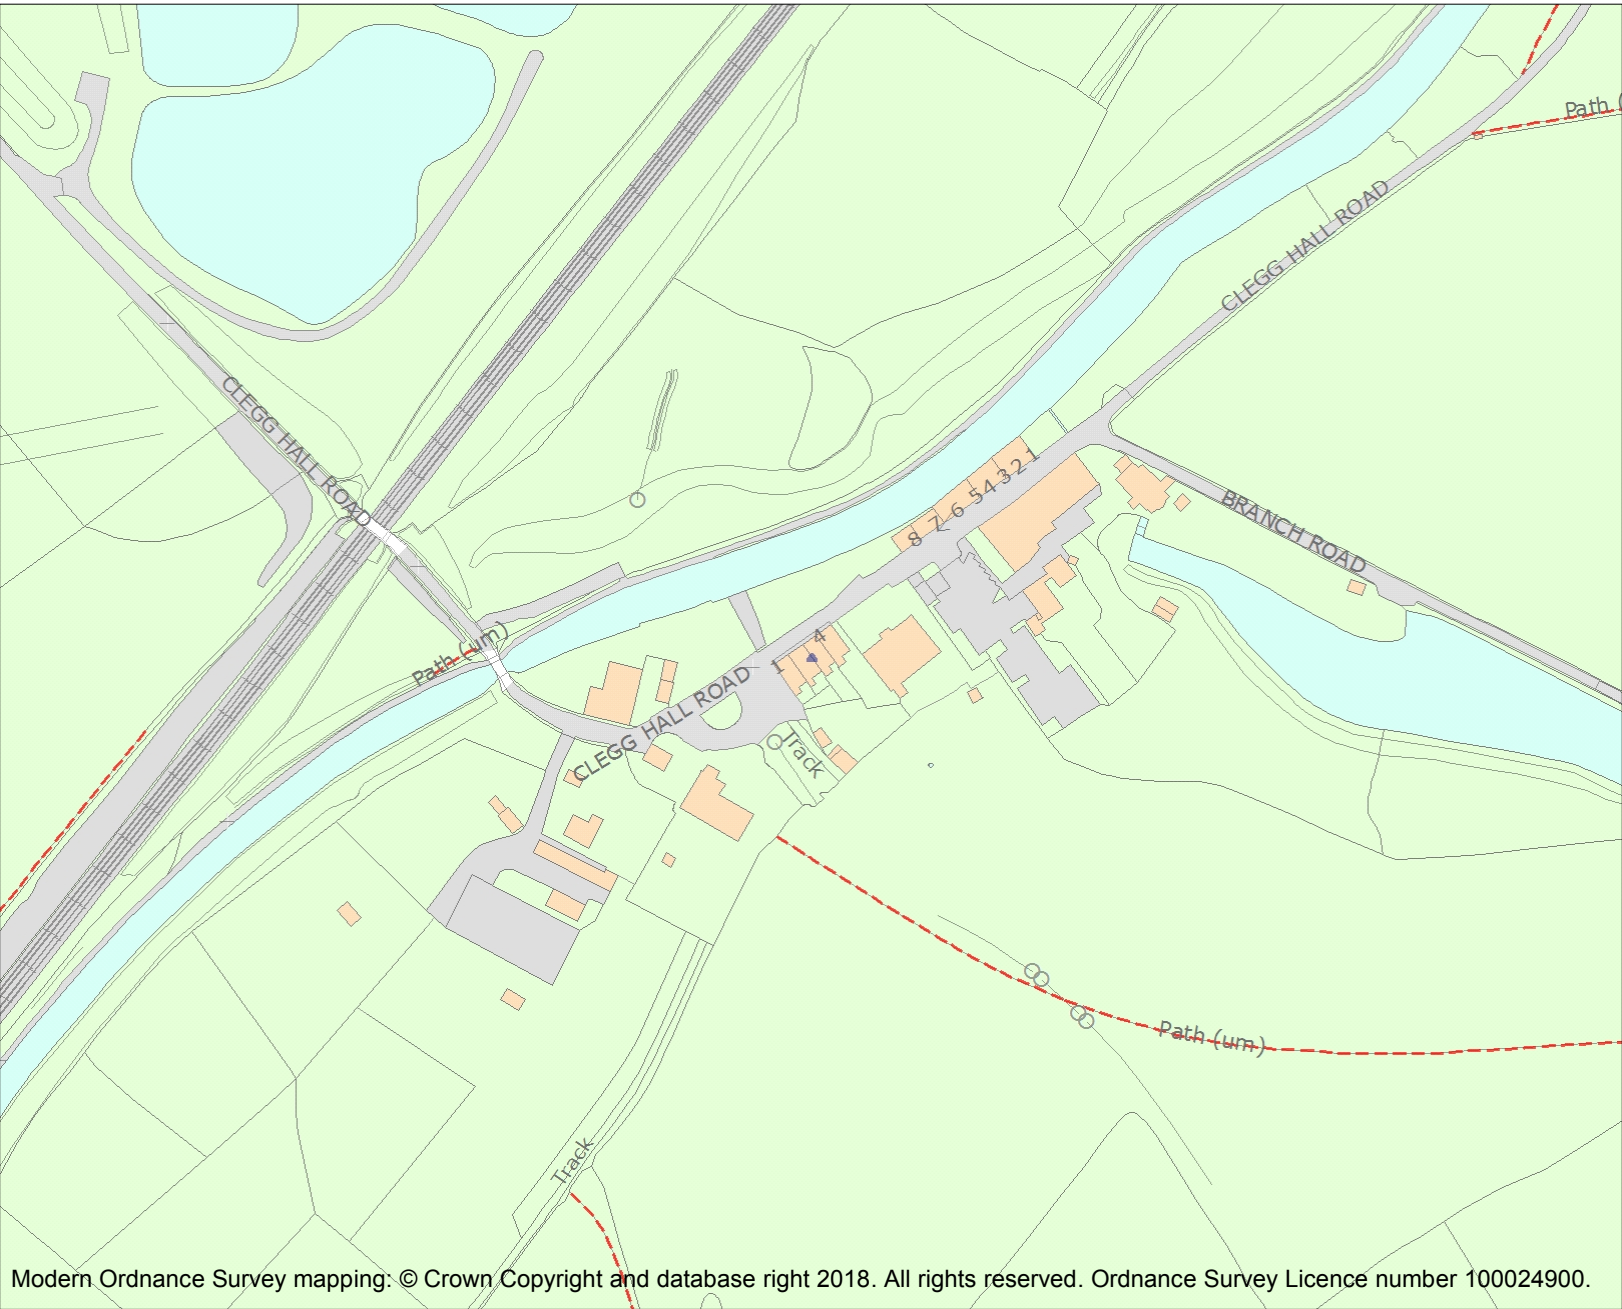 Path (
CLEGG HALL ROAD
CLEGG HALL ROAD
1
2
3
4
5
6
7
8
BRANCH ROAD
Path (um)
4
1
CLEGG HALL ROAD
Track
Path (um)
Track
Modern Ordnance Survey mapping: © Crown Copyright and database right 2018. All rights reserved. Ordnance Survey Licence number 100024900.